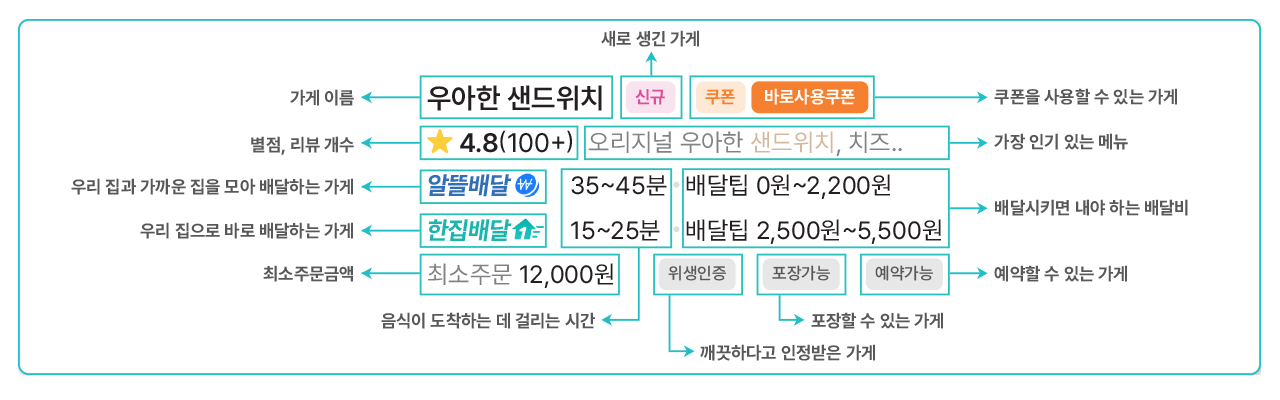 새로 생긴 가게
가게 이름
우아한 샌드위치
신규
쿠폰
바로사용쿠폰
쿠폰을 사용할 수 있는 가게
별점, 리뷰 개수
4.8(100+)
오리지널 우아한 샌드위치, 치즈..
가장 인기 있는 메뉴
우리 집과 가까운 집을 모아 배달하는 가게
알뜰배달
35~45분
배달팁 0원~2,200원
배달시키면 내야 하는 배달비
우리 집으로 바로 배달하는 가게
한집배달
15~25분
배달팁 2,500원~5,500원
최소주문금액
최소주문 12,000원
위생인증
포장가능
예약가능
예약할 수 있는 가게
음식이 도착하는 데 걸리는 시간
포장할 수 있는 가게
깨끗하다고 인정받은 가게